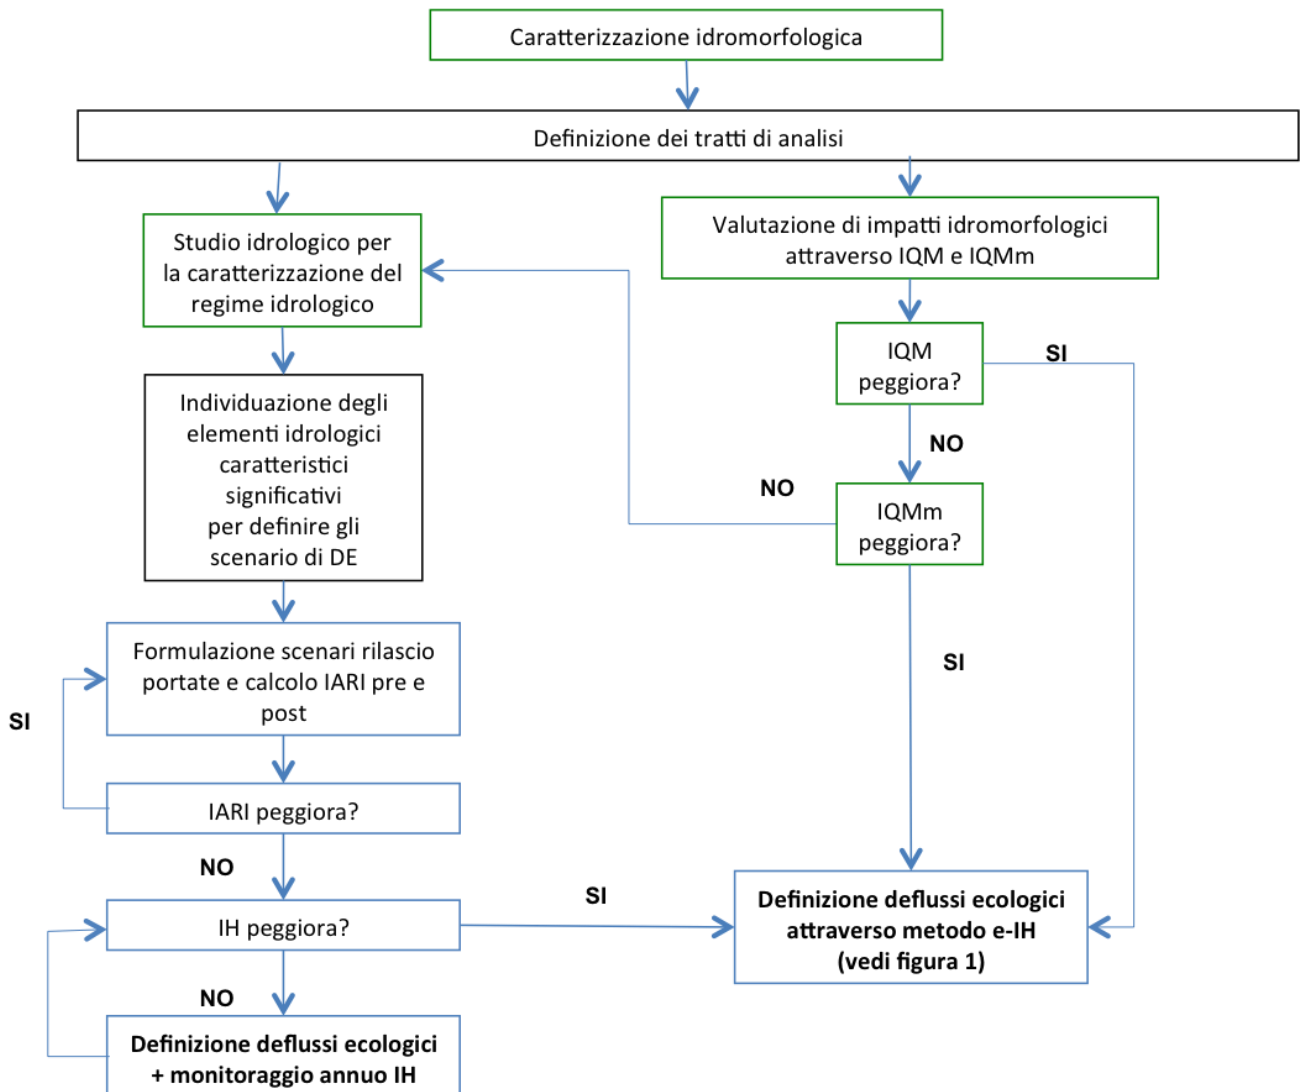 Caratterizzazione idromorfologica
Definizione dei tratti di analisi
Studio idrologico per
la caratterizzazione del
regime idrologico
Valutazione di impatti idromorfologici
attraverso IQM e IQMm
IQM
peggiora?
SI
NO
IQMm
peggiora?
NO
SI
Individuazione degli
elementi idrologici
caratteristici
significativi
per definire gli
scenario di DE
Formulazione scenari rilascio
portate e calcolo IARI pre e
post
SI
IARI peggiora?
NO
IH peggiora?
SI
NO
Definizione deflussi ecologici
+ monitoraggio annuo IH
Definizione deflussi ecologici
attraverso metodo e-IH
(vedi figura 1)